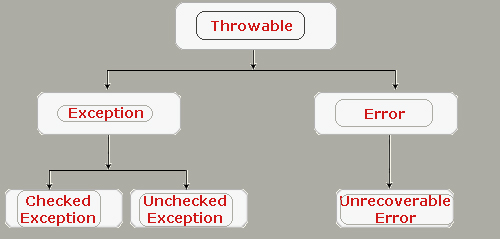 Throwable
Exception
Error
Checked
Exception
Unchecked
Exception
Unrecoverable
Error